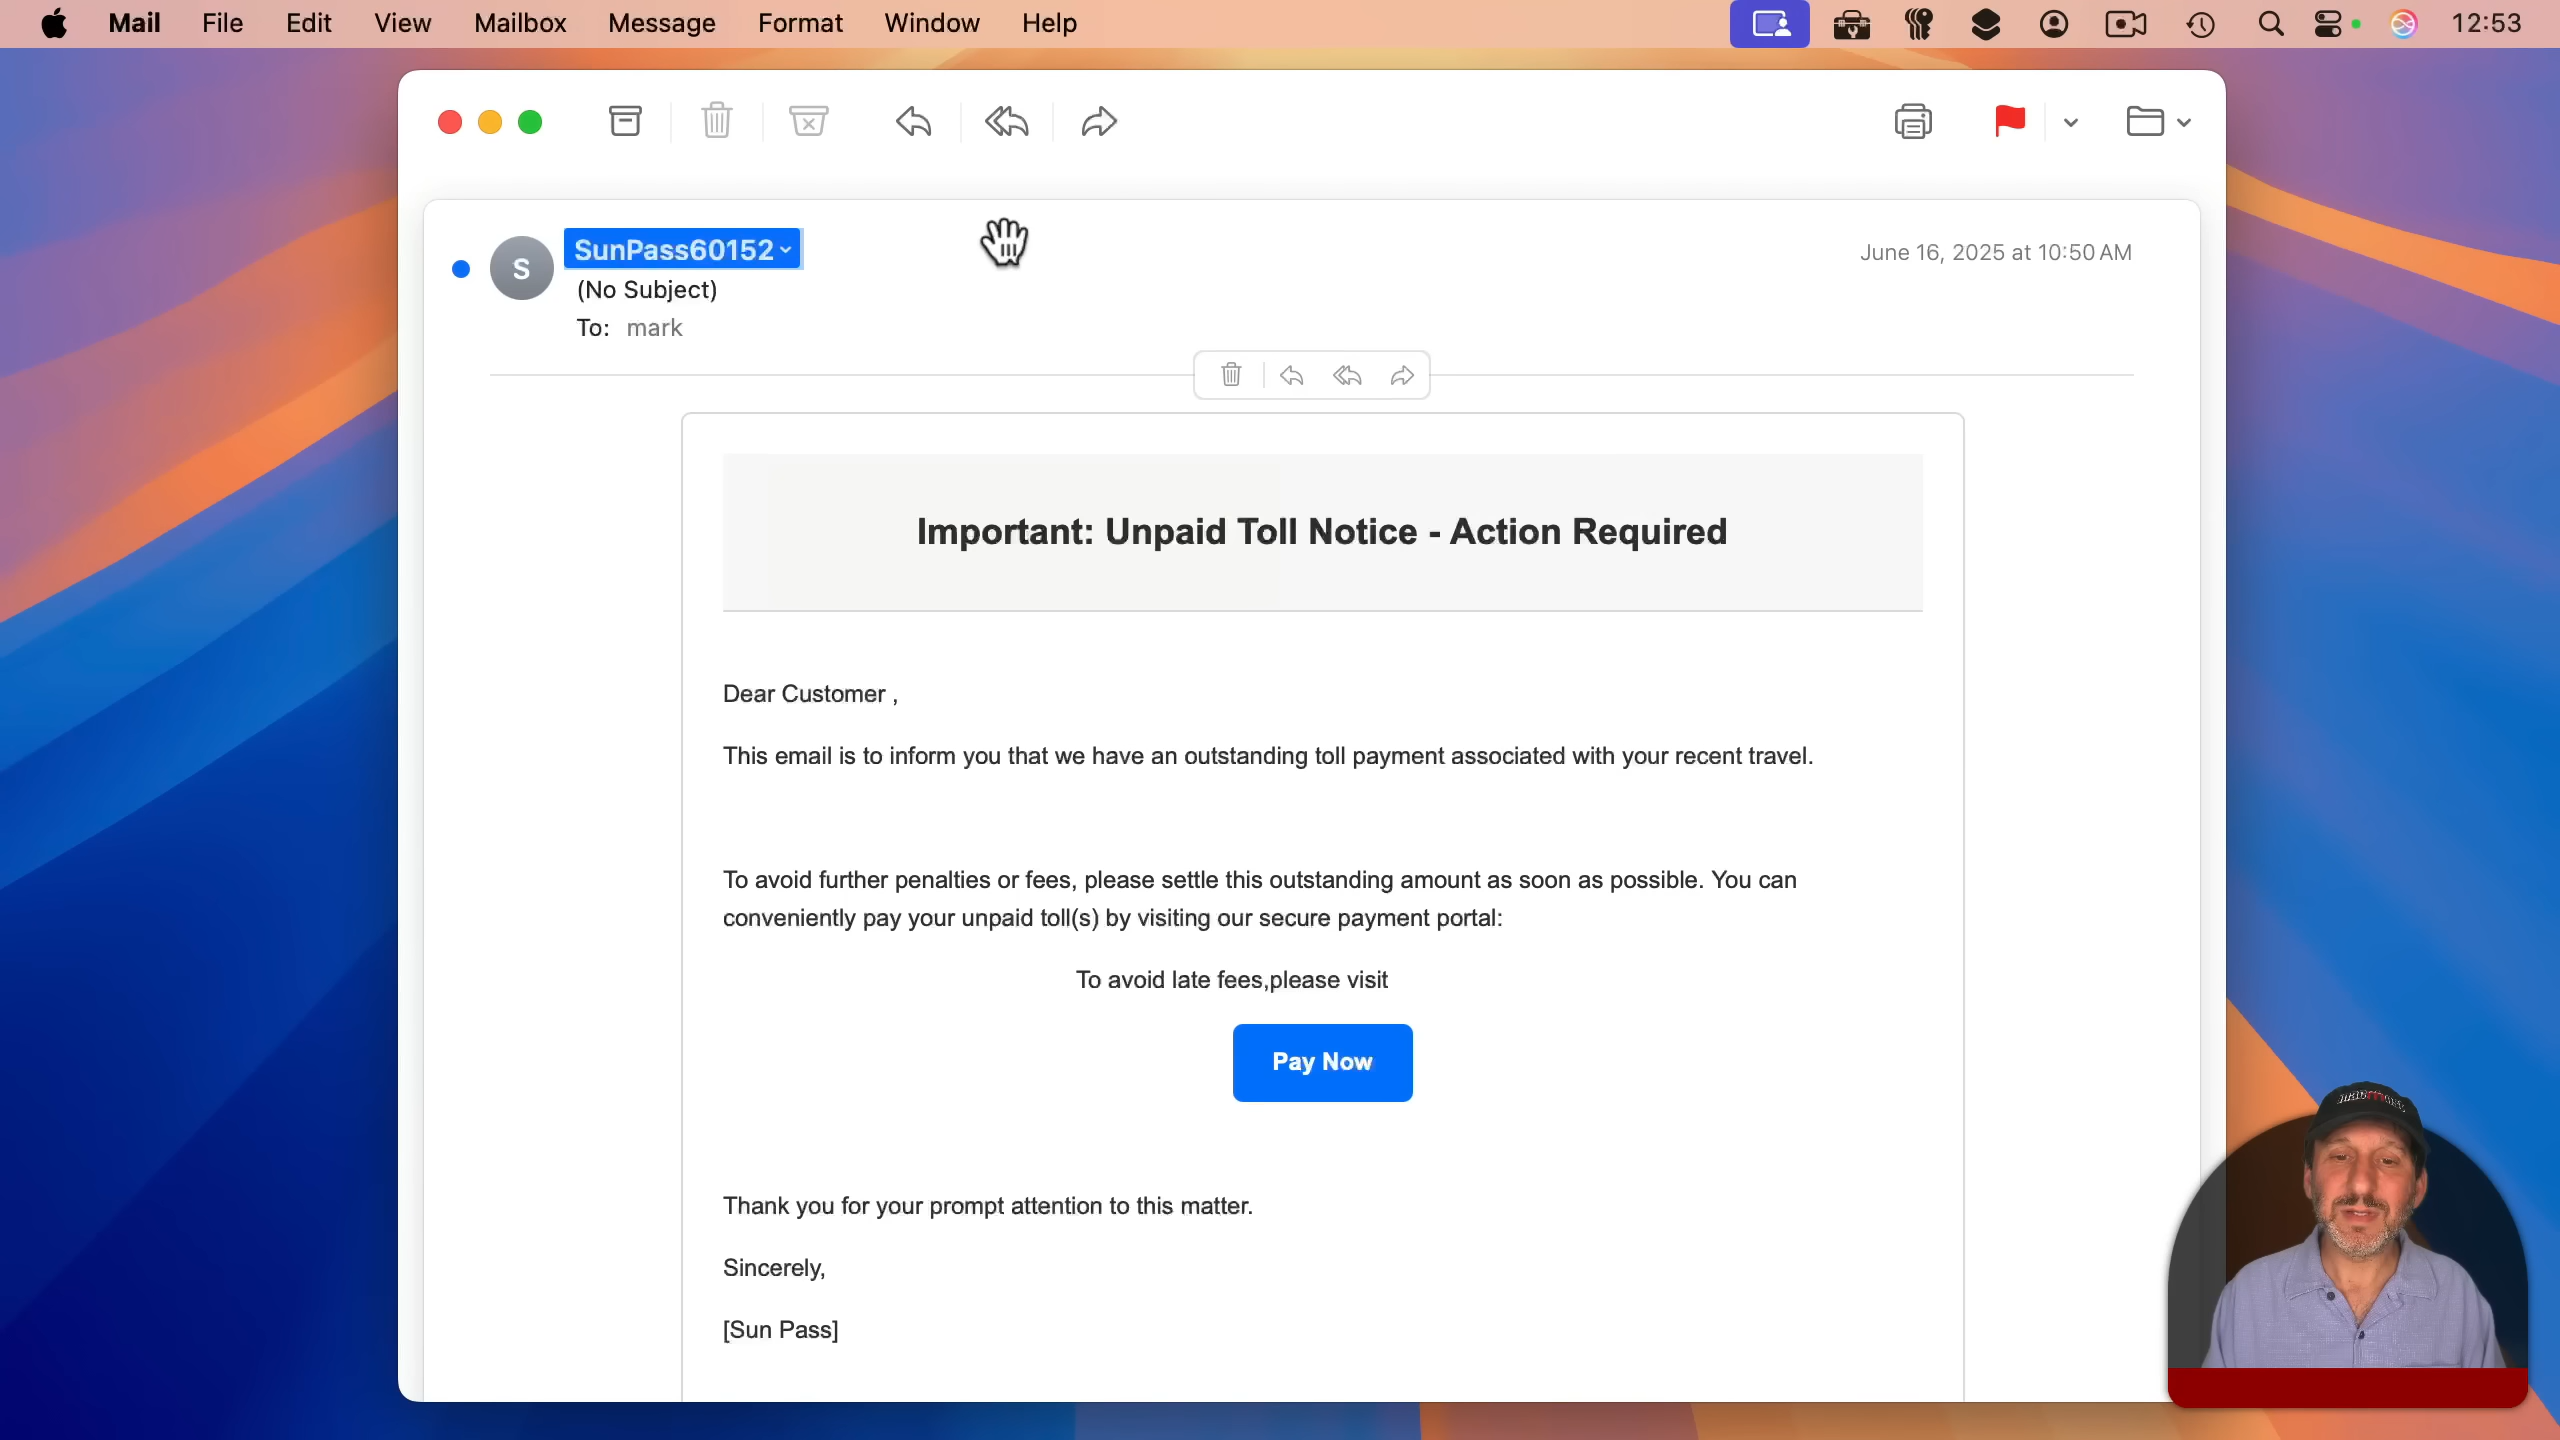 Mail File Edit View Mailbox Message Format Window Help 12:53
S SunPass60152 June 16, 2025 at 10:50 AM
(No Subject)
To: mark
Important: Unpaid Toll Notice - Action Required
Dear Customer ,
This email is to inform you that we have an outstanding toll payment associated with your recent travel.
To avoid further penalties or fees, please settle this outstanding amount as soon as possible. You can
conveniently pay your unpaid toll(s) by visiting our secure payment portal:
To avoid late fees,please visit
Pay Now
Thank you for your prompt attention to this matter.
Sincerely,
[Sun Pass]